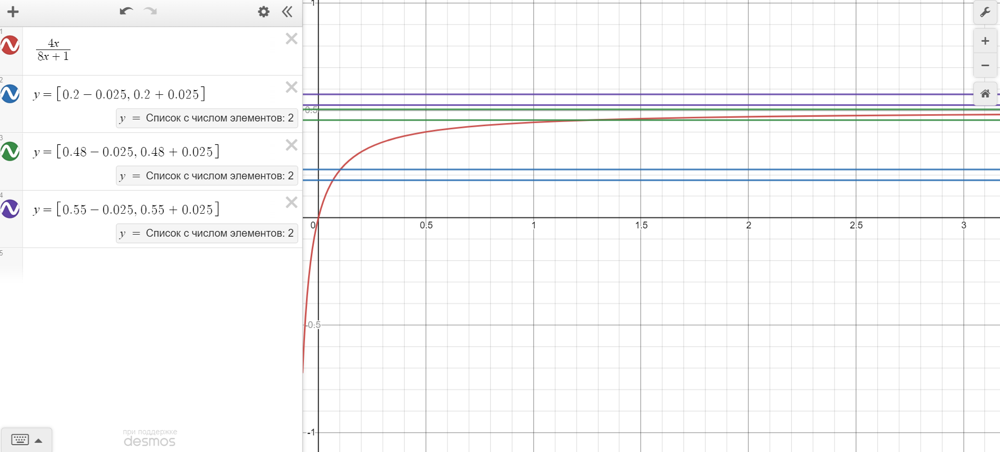 1
4x
8x + 1
2
y = [0.2 − 0.025, 0.2 + 0.025]
y = Список с числом элементов: 2
3
y = [0.48 − 0.025, 0.48 + 0.025]
y = Список с числом элементов: 2
4
y = [0.55 − 0.025, 0.55 + 0.025]
y = Список с числом элементов: 2
5
при поддержке
desmos
1
0.5
0 0.5 1 1.5 2 2.5 3
-0.5
-1